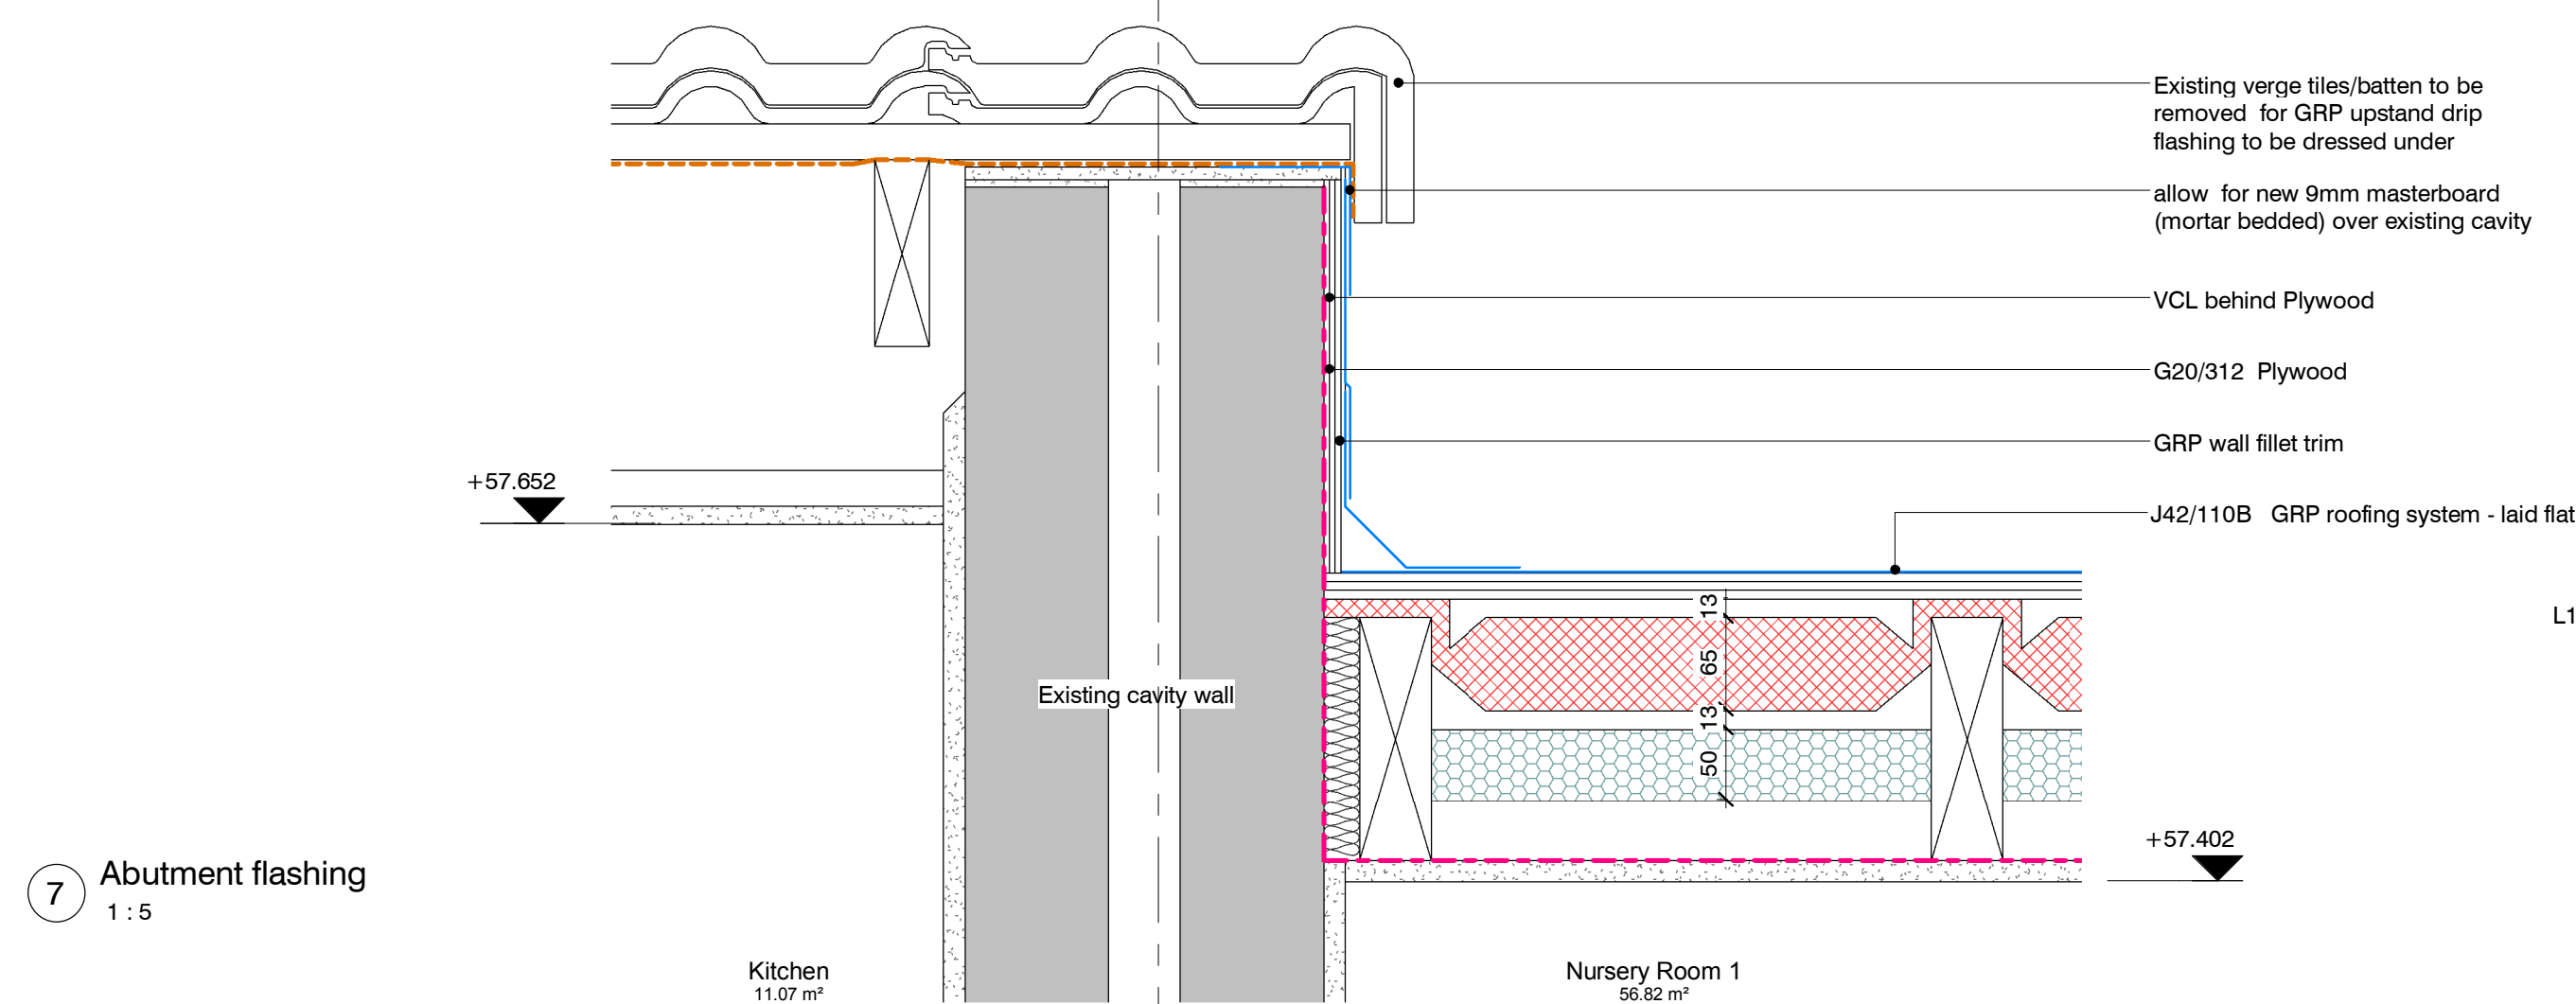 Existing verge tiles/batten to be
removed for GRP upstand drip
flashing to be dressed under
allow for new 9mm masterboard
(mortar bedded) over existing cavity
VCL behind Plywood
G20/312 Plywood
GRP wall fillet trim
+57.652
J42/110B GRP roofing system - laid flat
13
L1
65
Existing cavity wall
13
50
+57.402
7 Abutment flashing
1 : 5
Kitchen
11.07 m²
Nursery Room 1
56.82 m²